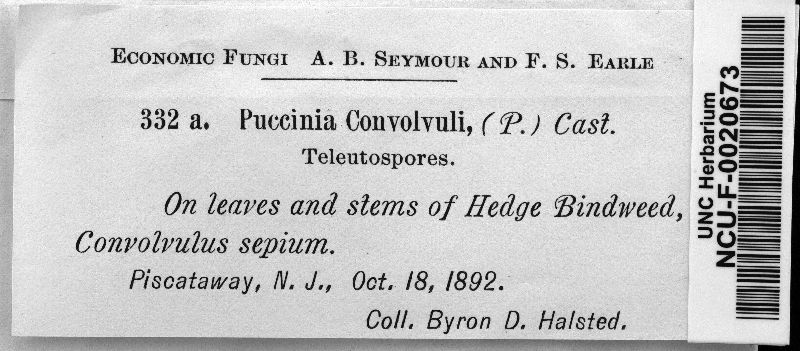 Economic Fungi A. B. Seymour and F. S. Earle
332 a. Puccinia Convolvuli, (P.) Cast.
Teleutospores.
On leaves and stems of Hedge Bindweed,
Convolvulus sepium.
Piscataway, N. J., Oct. 18, 1892.
Coll. Byron D. Halsted.
UNC Herbarium
NCU-F-0020673